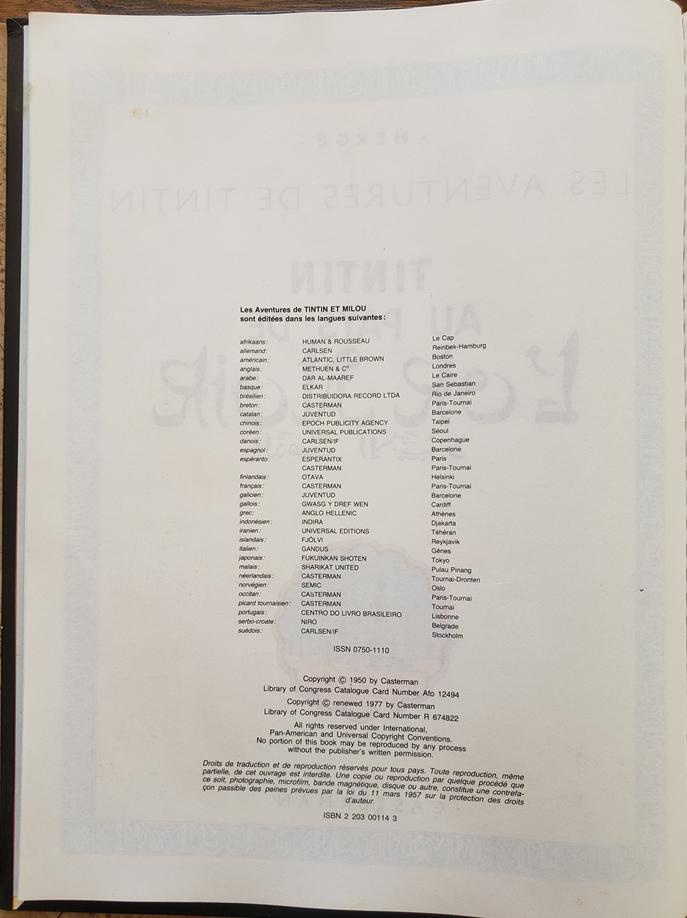 Les Aventures de TINTIN ET MILOU
sont éditées dans les langues suivantes :
afrikaans : HUMAN & ROUSSEAU Le Cap
allemand : CARLSEN Reinbek-Hamburg
américain : ATLANTIC, LITTLE BROWN Boston
anglais : METHUEN & Cº Londres
arabe : DAR AL-MAAREF Le Caire
basque : ELKAR San Sebastian
brésilien : DISTRIBUIDORA RECORD LTDA Rio de Janeiro
breton : CASTERMAN Paris-Tournai
catalan : JUVENTUD Barcelone
chinois : EPOCH PUBLICITY AGENCY Taipei
coréen : UNIVERSAL PUBLICATIONS Séoul
danois : CARLSEN/IF Copenhague
espagnol : JUVENTUD Barcelone
espéranto : ESPERANTIX Paris
CASTERMAN Paris-Tournai
finlandais : OTAVA Helsinki
français : CASTERMAN Paris-Tournai
galicien : JUVENTUD Barcelone
gallois : GWASG Y DREF WEN Cardiff
grec : ANGLO HELLENIC Athènes
indonésien : INDIRA Djakarta
iranien : UNIVERSAL EDITIONS Téhéran
islandais : FJÖLVI Reykjavik
italien : GANDUS Gênes
japonais : FUKUINKAN SHOTEN Tokyo
malais : SHARIKAT UNITED Pulau Pinang
néerlandais : CASTERMAN Tournai-Dronten
norvégien : SEMIC Oslo
occitan : CASTERMAN Paris-Tournai
picard tournaisien : CASTERMAN Tournai
portugais : CENTRO DO LIVRO BRASILEIRO Lisbonne
serbo-croate : NIRO Belgrade
suédois : CARLSEN/IF Stockholm
ISSN 0750-1110
Copyright © 1950 by Casterman
Library of Congress Catalogue Card Number Afo 12494
Copyright © renewed 1977 by Casterman
Library of Congress Catalogue Card Number R 674822
All rights reserved under International,
Pan-American and Universal Copyright Conventions.
No portion of this book may be reproduced by any process
without the publisher's written permission.
Droits de traduction et de reproduction réservés pour tous pays. Toute reproduction, même
partielle, de cet ouvrage est interdite. Une copie ou reproduction par quelque procédé que
ce soit, photographie, microfilm, bande magnétique, disque ou autre, constitue une contrefa-
çon passible des peines prévues par la loi du 11 mars 1957 sur la protection des droits
d'auteur.
ISBN 2 203 00114 3
HERGÉ
LES AVENTURES DE TINTIN
TINTIN